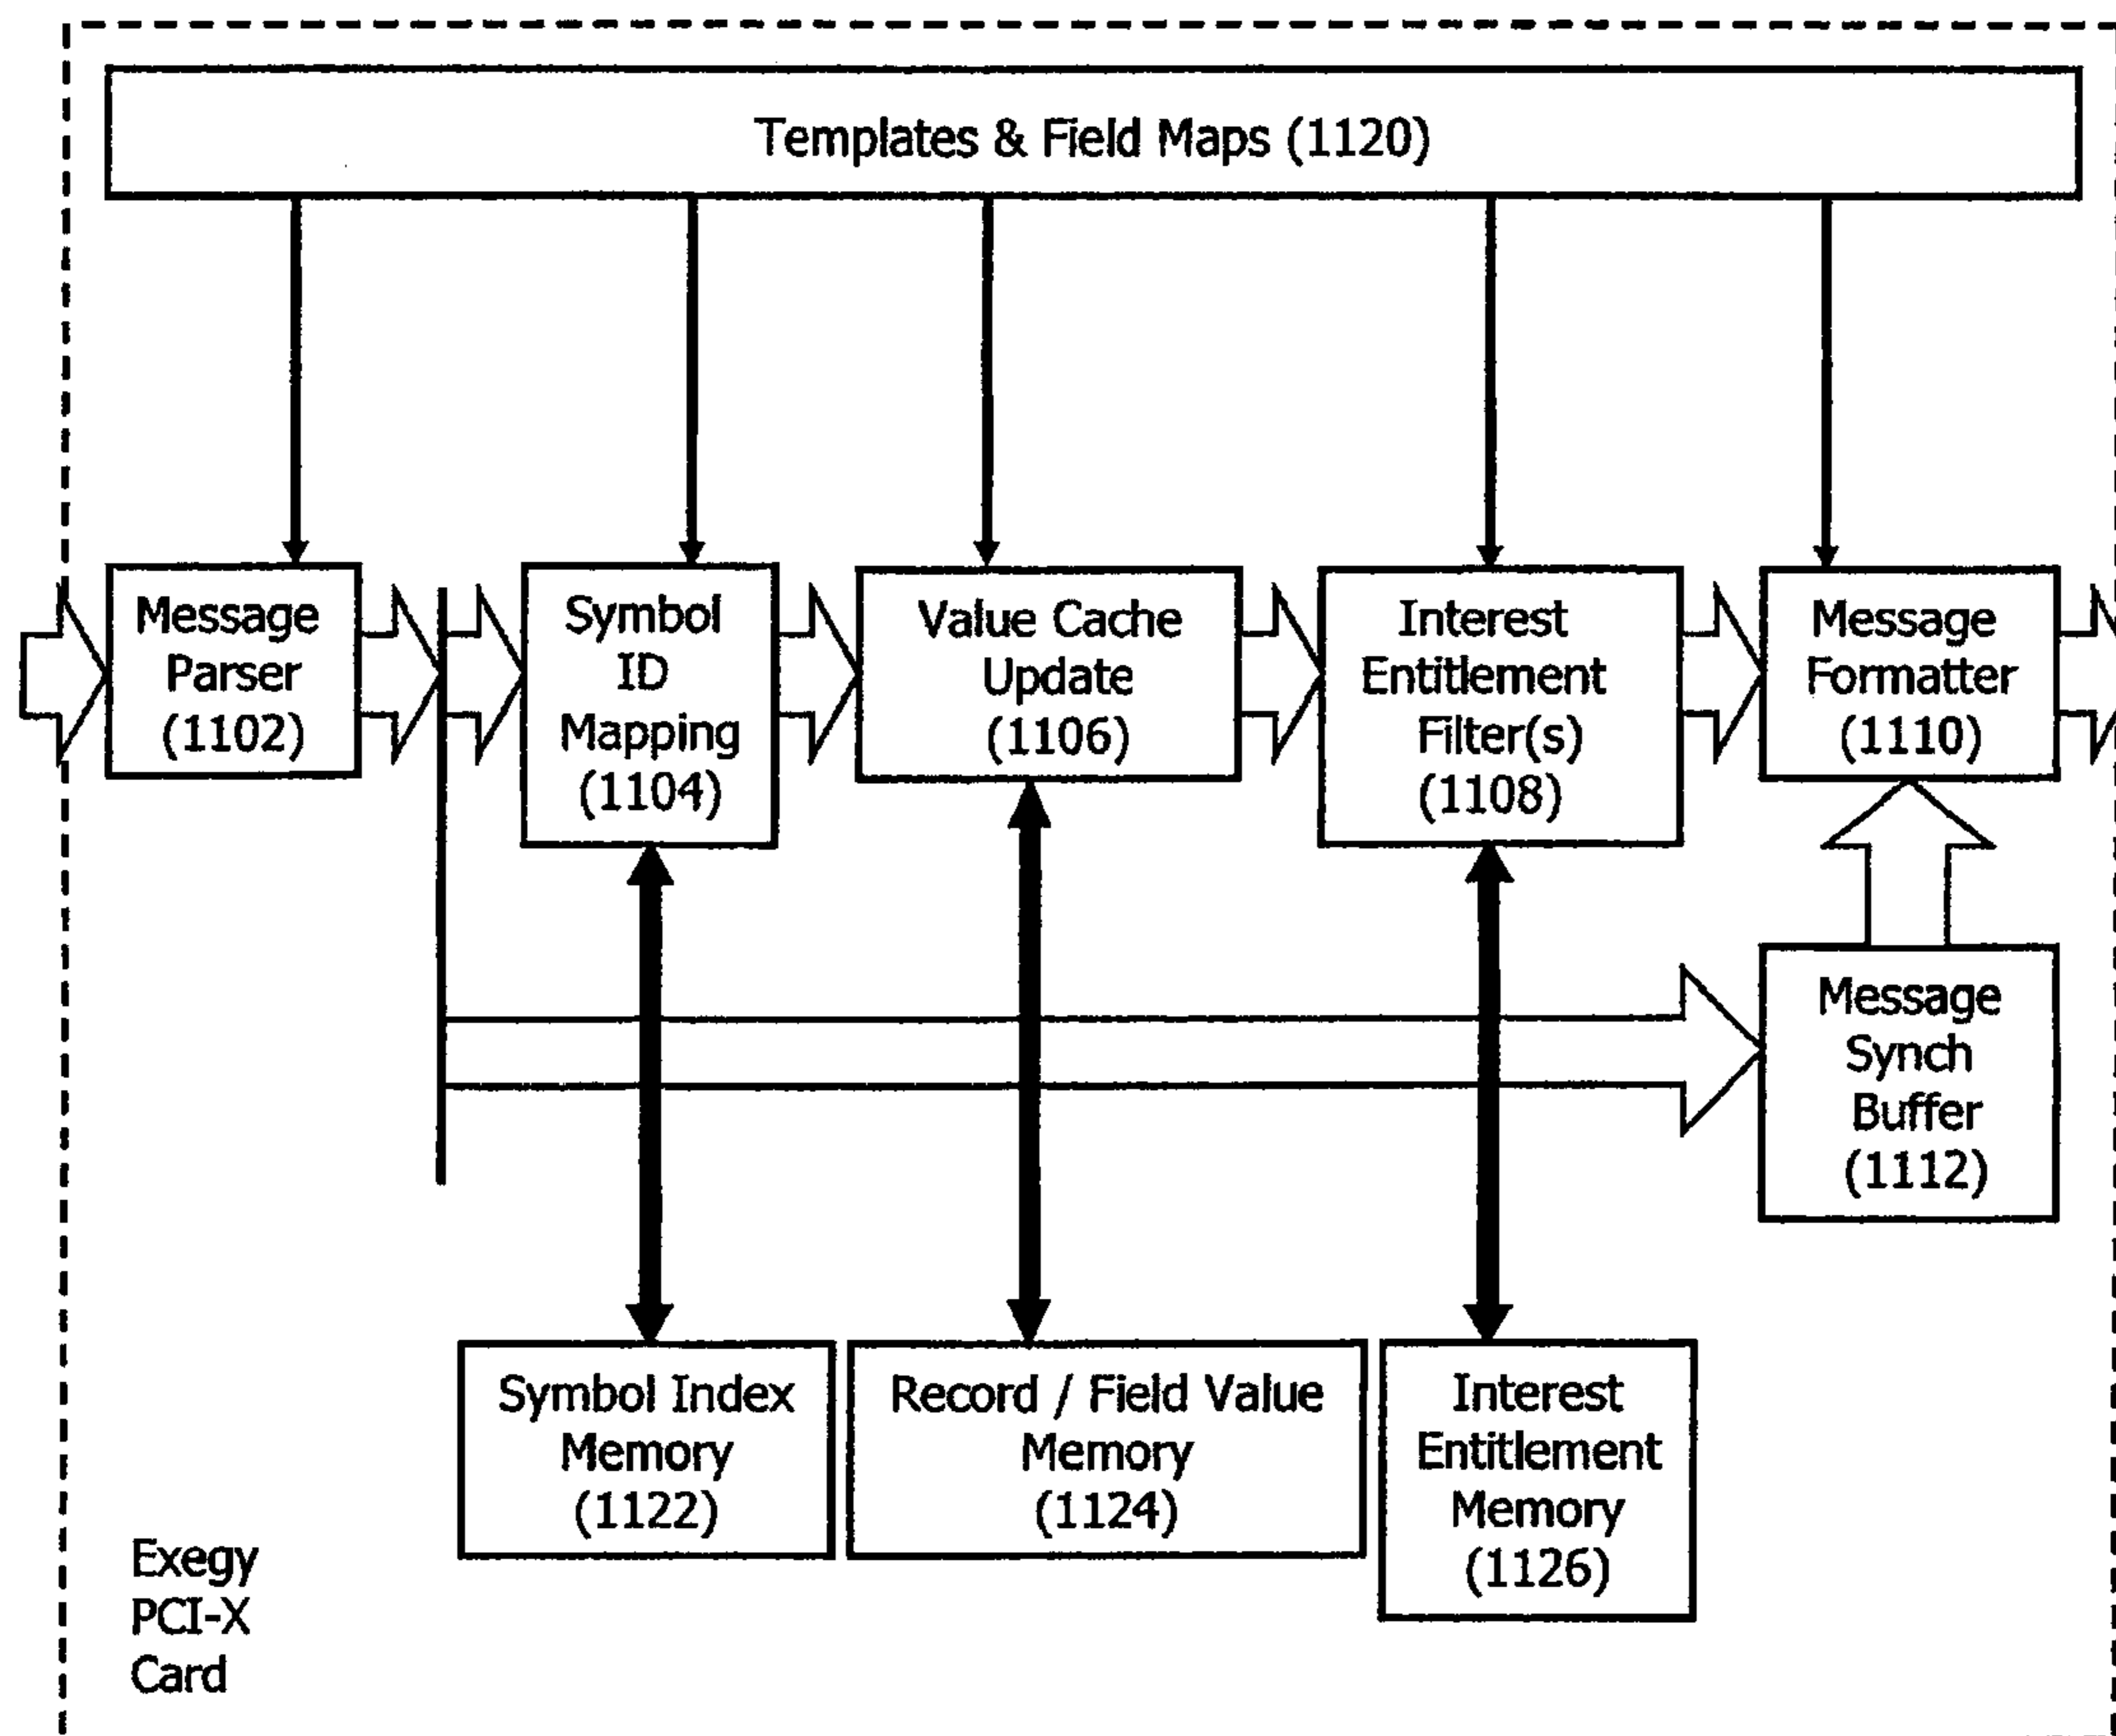 Templates & Field Maps (1120)
Message
Parser
(1102)
Symbol
ID
Mapping
(1104)
Value Cache
Update
(1106)
Interest
Entitlement
Filter(s)
(1108)
Message
Formatter
(1110)
Message
Synch
Buffer
(1112)
Symbol Index
Memory
(1122)
Record / Field Value
Memory
(1124)
Interest
Entitlement
Memory
(1126)
Exegy
PCI-X
Card